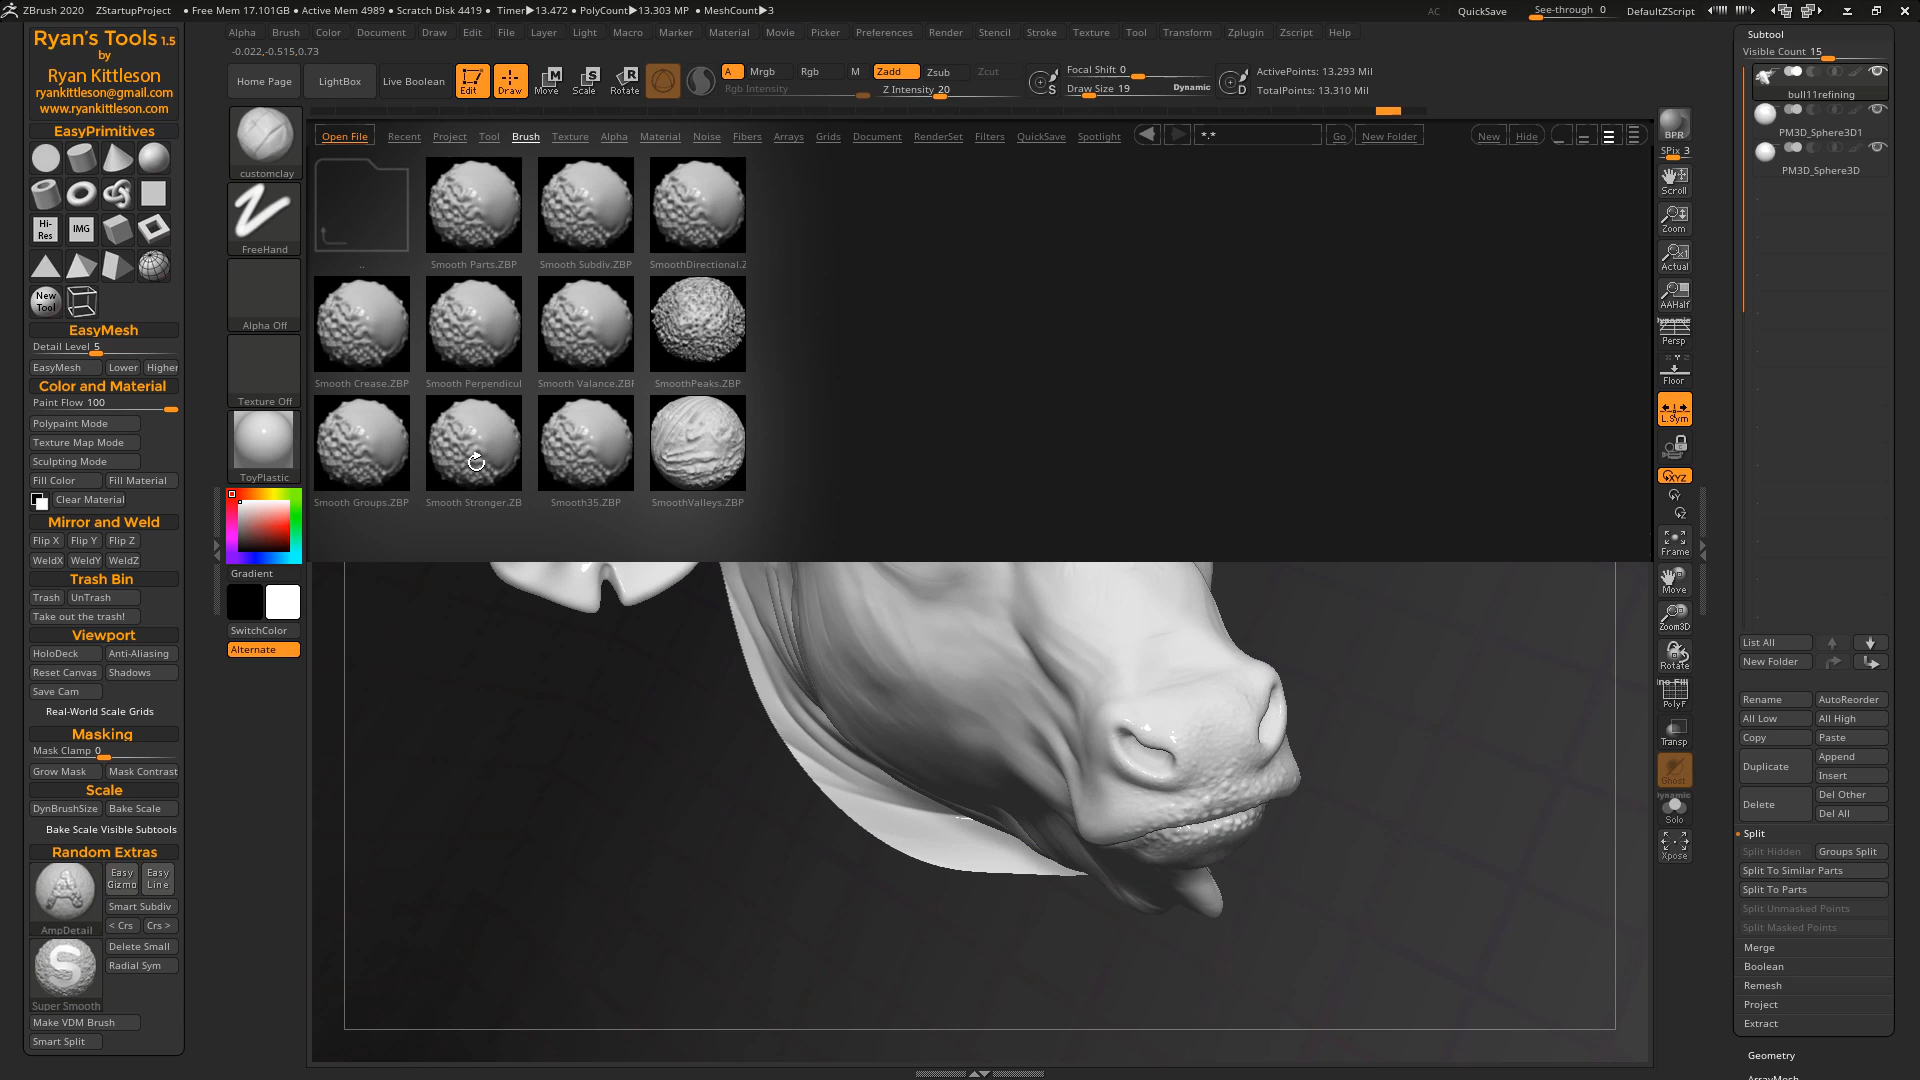 ZBrush 2020 ZStartupProject • Free Mem 17.101GB • Active Mem 4989 • Scratch Disk 4419 • Timer▶13.472 • PolyCount▶13.303 MP • MeshCount▶3
AC QuickSave See-through 0 DefaultZScript
Alpha Brush Color Document Draw Edit File Layer Light Macro Marker Material Movie Picker Preferences Render Stencil Stroke Texture Tool Transform Zplugin Zscript Help
-0.022,-0.515,0.73
Home Page LightBox Live Boolean Edit Draw Move Scale Rotate
A Mrgb Rgb M Zadd Zsub Zcut
Rgb Intensity Z Intensity 20
Focal Shift 0
Draw Size 19 Dynamic
S D
ActivePoints: 13.293 Mil
TotalPoints: 13.310 Mil
Ryan's Tools 1.5
by
Ryan Kittleson
ryankittleson@gmail.com
www.ryankittleson.com
EasyPrimitives
Hi-Res IMG
New Tool
EasyMesh
Detail Level 5
EasyMesh Lower Higher
Color and Material
Paint Flow 100
Polypaint Mode
Texture Map Mode
Sculpting Mode
Fill Color Fill Material
Clear Material
Mirror and Weld
Flip X Flip Y Flip Z
WeldX WeldY WeldZ
Trash Bin
Trash UnTrash
Take out the trash!
Viewport
HoloDeck Anti-Aliasing
Reset Canvas Shadows
Save Cam
Real-World Scale Grids
Masking
Mask Clamp 0
Grow Mask Mask Contrast
Scale
DynBrushSize Bake Scale
Bake Scale Visible Subtools
Random Extras
AmpDetail
Easy Gizmo Easy Line
Smart Subdiv
< Crs Crs >
Delete Small
Radial Sym
S
Super Smooth
Make VDM Brush
Smart Split
customclay
FreeHand
Alpha Off
Texture Off
ToyPlastic
Gradient
SwitchColor
Alternate
Open File Recent Project Tool Brush Texture Alpha Material Noise Fibers Arrays Grids Document RenderSet Filters QuickSave Spotlight *.* Go New Folder New Hide
.. Smooth Parts.ZBP Smooth Subdiv.ZBP SmoothDirectional.Z
Smooth Crease.ZBP Smooth Perpendicul Smooth Valance.ZBP SmoothPeaks.ZBP
Smooth Groups.ZBP Smooth Stronger.ZB Smooth35.ZBP SmoothValleys.ZBP
BPR
SPix 3
Scroll
Zoom
Actual
AAHalf
Dynamic
Persp
Floor
L.Sym
XYZ
Y
Z
Frame
Move
Zoom3D
Rotate
PolyF
Transp
Ghost
Dynamic
Solo
Xpose
Subtool
Visible Count 15
bull11refining
PM3D_Sphere3D1
PM3D_Sphere3D
List All
New Folder
Rename AutoReorder
All Low All High
Copy Paste
Duplicate Append
Insert
Delete Del Other
Del All
Split
Split Hidden Groups Split
Split To Similar Parts
Split To Parts
Split Unmasked Points
Split Masked Points
Merge
Boolean
Remesh
Project
Extract
Geometry
ArrayMesh